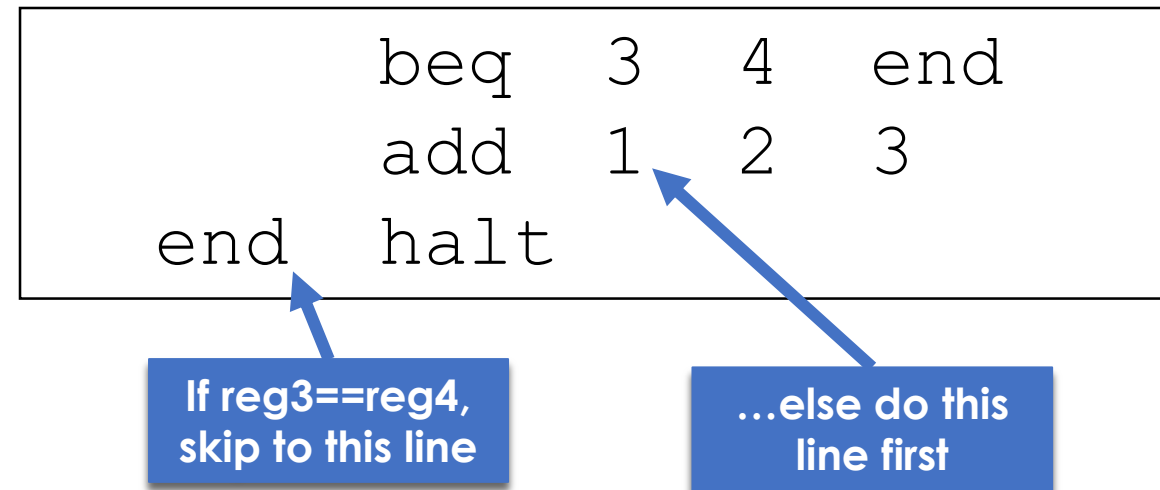 beq 3 4 end
add 1 2 3
end halt
If reg3==reg4,
skip to this line
...else do this
line first